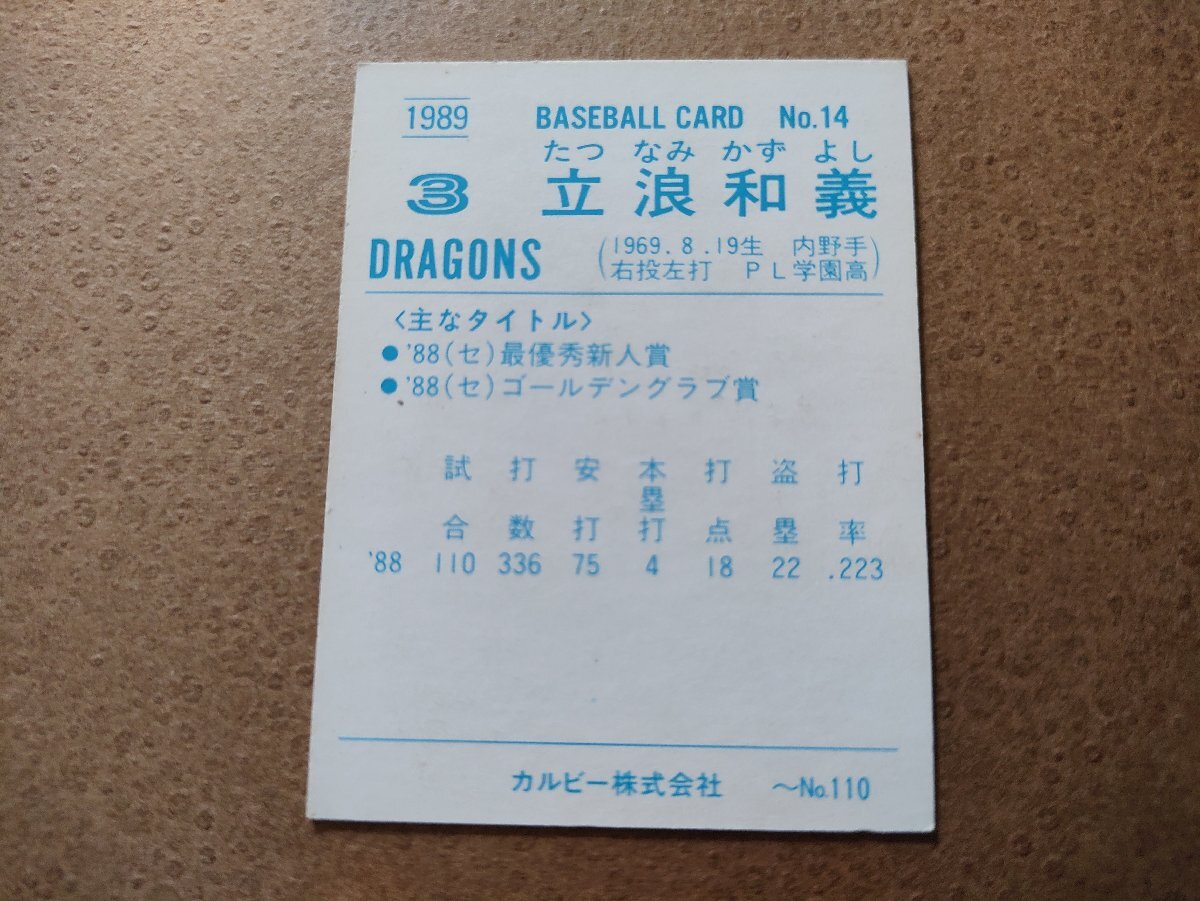 1989 BASEBALL CARD No.14
たつ なみ かず よし
3 立浪和義
DRAGONS (1969.8.19生 内野手
右投左打 PL学園高)
〈主なタイトル〉
●'88(セ)最優秀新人賞
●'88(セ)ゴールデングラブ賞
試合 打数 安打 本塁打 打点 盗塁 打率
'88 110 336 75 4 18 22 .223
カルビー株式会社 〜No.110